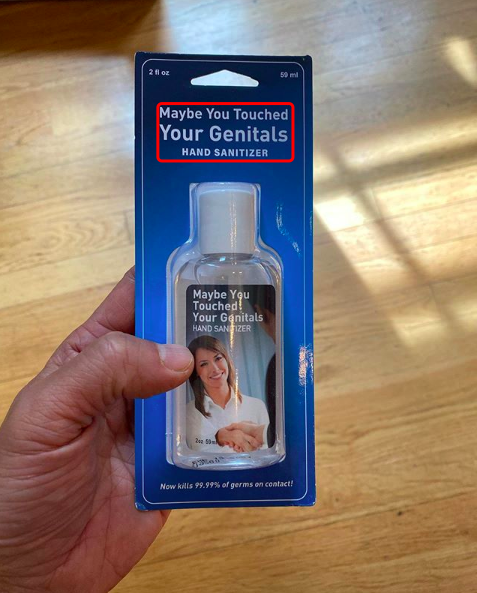 2 fl oz
59 ml
Maybe You Touched
Your Genitals
HAND SANITIZER
Maybe You
Touched
Your Genitals
HAND SANITIZER
Now kills 99.99% of germs on contact!